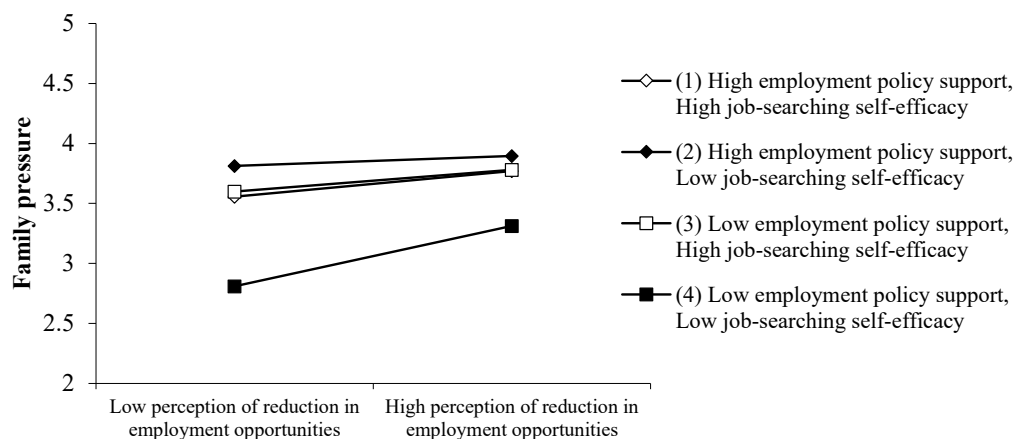 5
4.5
4
3.5
3
2.5
2
Family pressure
Low perception of reduction in
employment opportunities
High perception of reduction in
employment opportunities
(1) High employment policy support,
High job-searching self-efficacy
(2) High employment policy support,
Low job-searching self-efficacy
(3) Low employment policy support,
High job-searching self-efficacy
(4) Low employment policy support,
Low job-searching self-efficacy